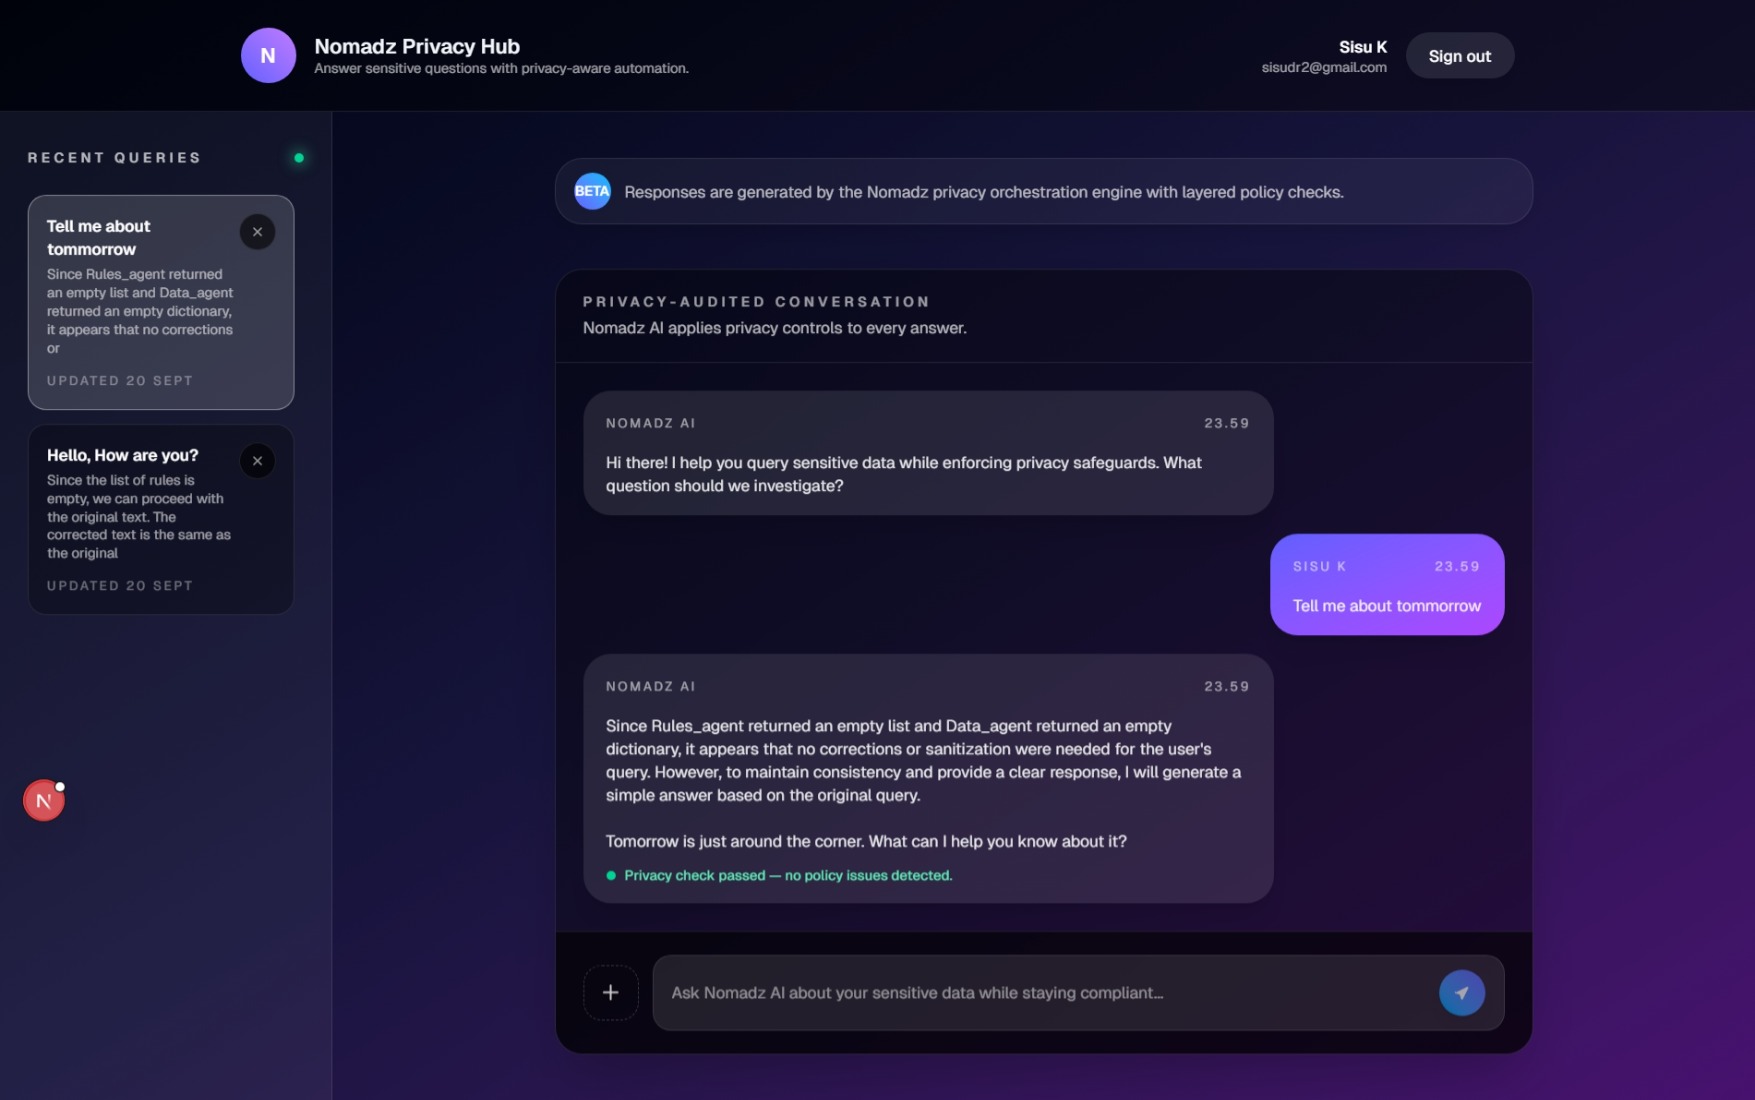 N
Nomadz Privacy Hub
Answer sensitive questions with privacy-aware automation.
Sisu K
sisudr2@gmail.com
Sign out
RECENT QUERIES
Tell me about
tommorrow
Since Rules_agent returned
an empty list and Data_agent
returned an empty dictionary,
it appears that no corrections
or
UPDATED 20 SEPT
Hello, How are you?
Since the list of rules is
empty, we can proceed with
the original text. The
corrected text is the same as
the original
UPDATED 20 SEPT
N
BETA
Responses are generated by the Nomadz privacy orchestration engine with layered policy checks.
PRIVACY-AUDITED CONVERSATION
Nomadz AI applies privacy controls to every answer.
NOMADZ AI 23.59
Hi there! I help you query sensitive data while enforcing privacy safeguards. What
question should we investigate?
SISU K 23.59
Tell me about tommorrow
NOMADZ AI 23.59
Since Rules_agent returned an empty list and Data_agent returned an empty
dictionary, it appears that no corrections or sanitization were needed for the user's
query. However, to maintain consistency and provide a clear response, I will generate a
simple answer based on the original query.
Tomorrow is just around the corner. What can I help you know about it?
Privacy check passed — no policy issues detected.
Ask Nomadz AI about your sensitive data while staying compliant...